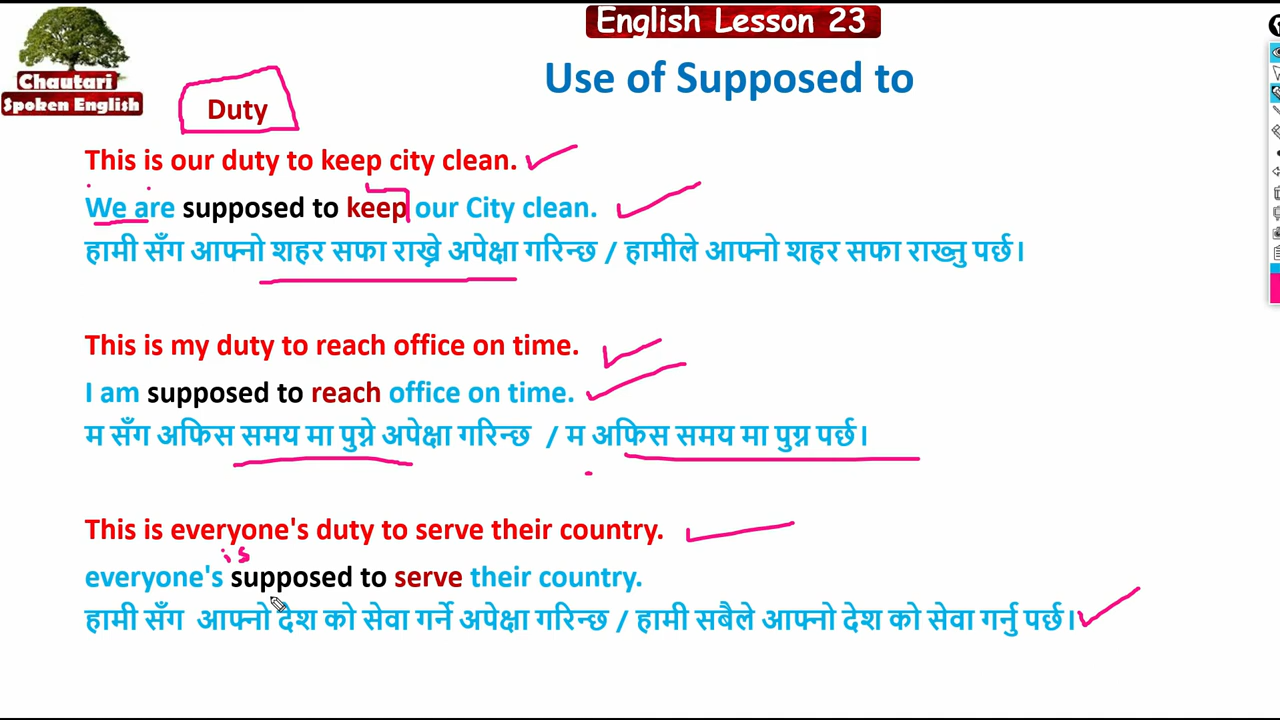 English Lesson 23
Chautari
Spoken English
Use of Supposed to
Duty
This is our duty to keep city clean.
We are supposed to keep our City clean.
हामी सँग आफ्नो शहर सफा राख्ने अपेक्षा गरिन्छ / हामीले आफ्नो शहर सफा राख्नु पर्छ।
This is my duty to reach office on time.
I am supposed to reach office on time.
म सँग अफिस समय मा पुग्ने अपेक्षा गरिन्छ / म अफिस समय मा पुग्न पर्छ।
This is everyone's duty to serve their country.
is
everyone's supposed to serve their country.
हामी सँग आफ्नो देश को सेवा गर्ने अपेक्षा गरिन्छ / हामी सबैले आफ्नो देश को सेवा गर्नु पर्छ।